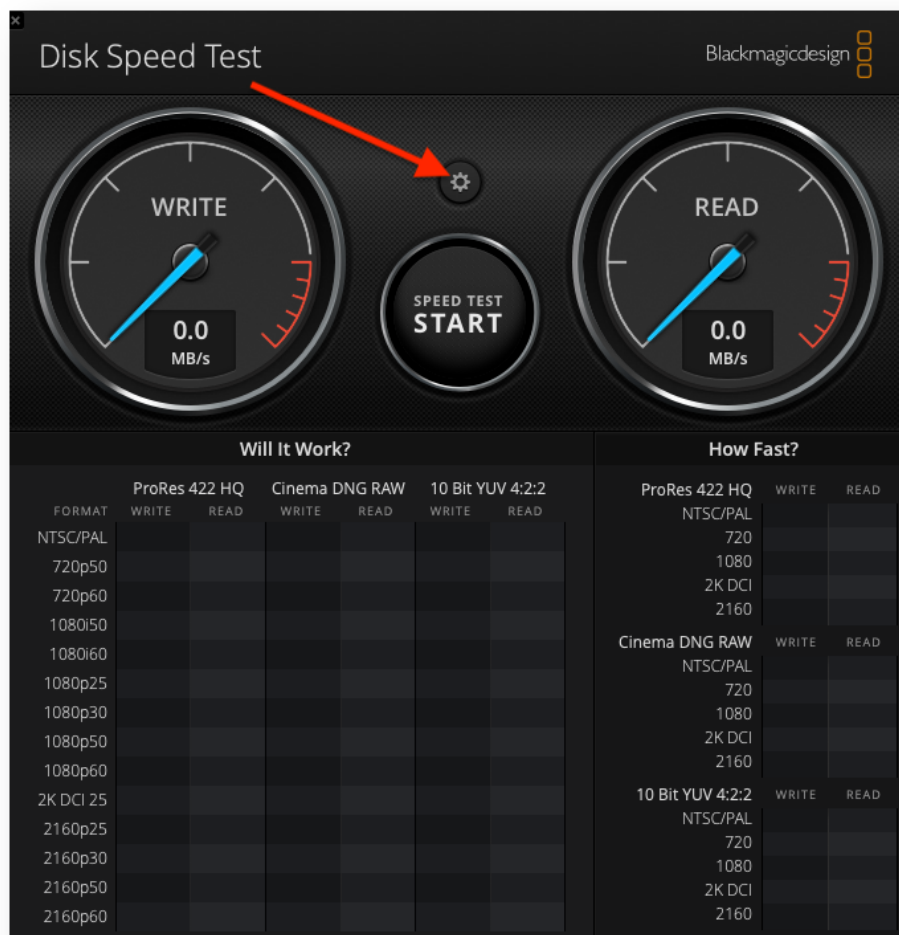 Disk Speed Test
Blackmagicdesign
WRITE
0.0
MB/s
SPEED TEST
START
READ
0.0
MB/s
Will It Work?
ProRes 422 HQ Cinema DNG RAW 10 Bit YUV 4:2:2
FORMAT WRITE READ WRITE READ WRITE READ
NTSC/PAL
720p50
720p60
1080i50
1080i60
1080p25
1080p30
1080p50
1080p60
2K DCI 25
2160p25
2160p30
2160p50
2160p60
How Fast?
ProRes 422 HQ WRITE READ
NTSC/PAL
720
1080
2K DCI
2160
Cinema DNG RAW WRITE READ
NTSC/PAL
720
1080
2K DCI
2160
10 Bit YUV 4:2:2 WRITE READ
NTSC/PAL
720
1080
2K DCI
2160